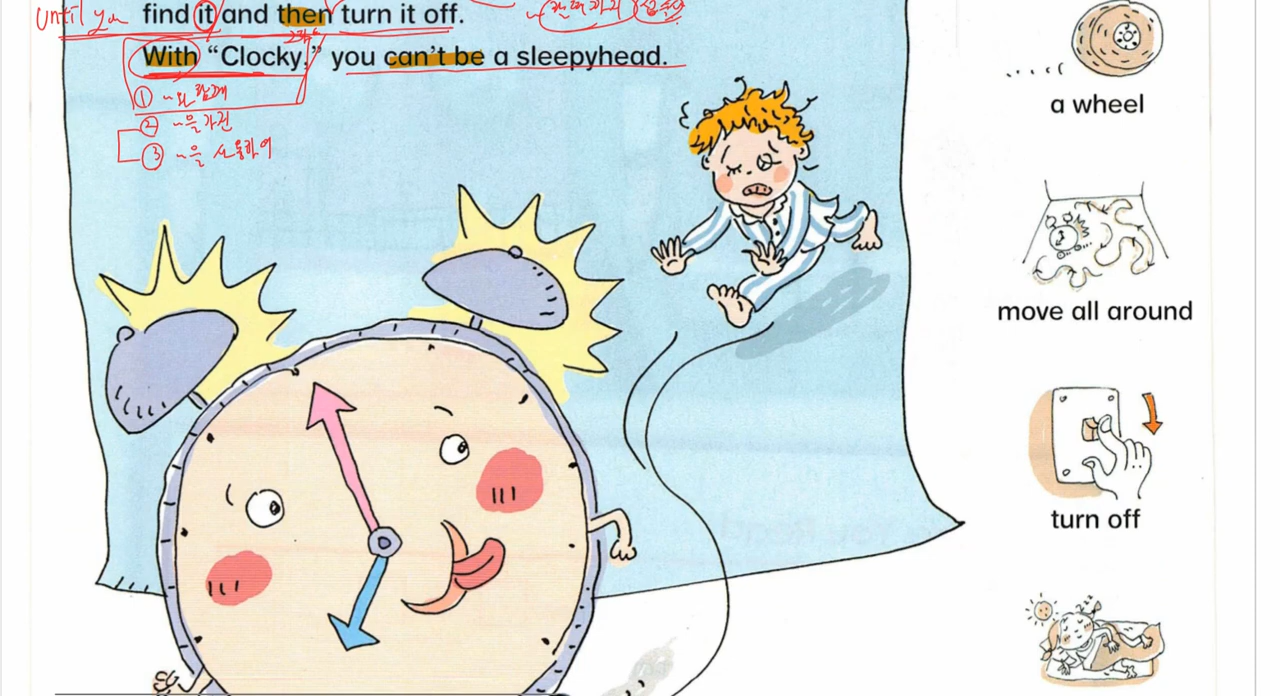 until you find it and then turn it off.
With “Clocky,” you can’t be a sleepyhead.
① ~와 함께
② ~을 가진
③ ~을 사용하여
a wheel
move all around
turn off